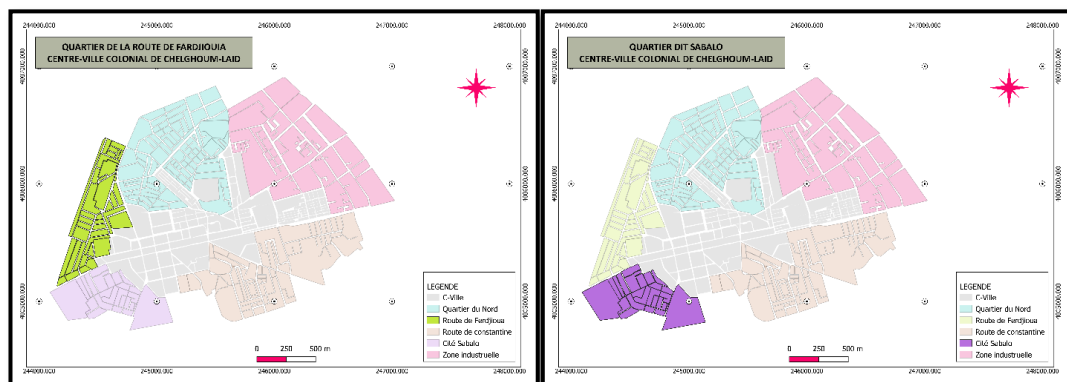 244000.000 245000.000 246000.000 247000.000 248000.000
QUARTIER DE LA ROUTE DE FARDJIOUIA
CENTRE-VILLE COLONIAL DE CHELGHOUM-LAID
LEGENDE
C-Ville
Quartier du Nord
Route de Ferdjioua
Route de constantine
Cité Sabalo
Zone industruelle
0 250 500 m
244000.000 245000.000 246000.000 247000.000 248000.000
244000.000 245000.000 246000.000 247000.000 248000.000
QUARTIER DIT SABALO
CENTRE-VILLE COLONIAL DE CHELGHOUM-LAID
LEGENDE
C-Ville
Quartier du Nord
Route de Ferdjioua
Route de constantine
Cité Sabalo
Zone industruelle
0 250 500 m
244000.000 245000.000 246000.000 247000.000 248000.000